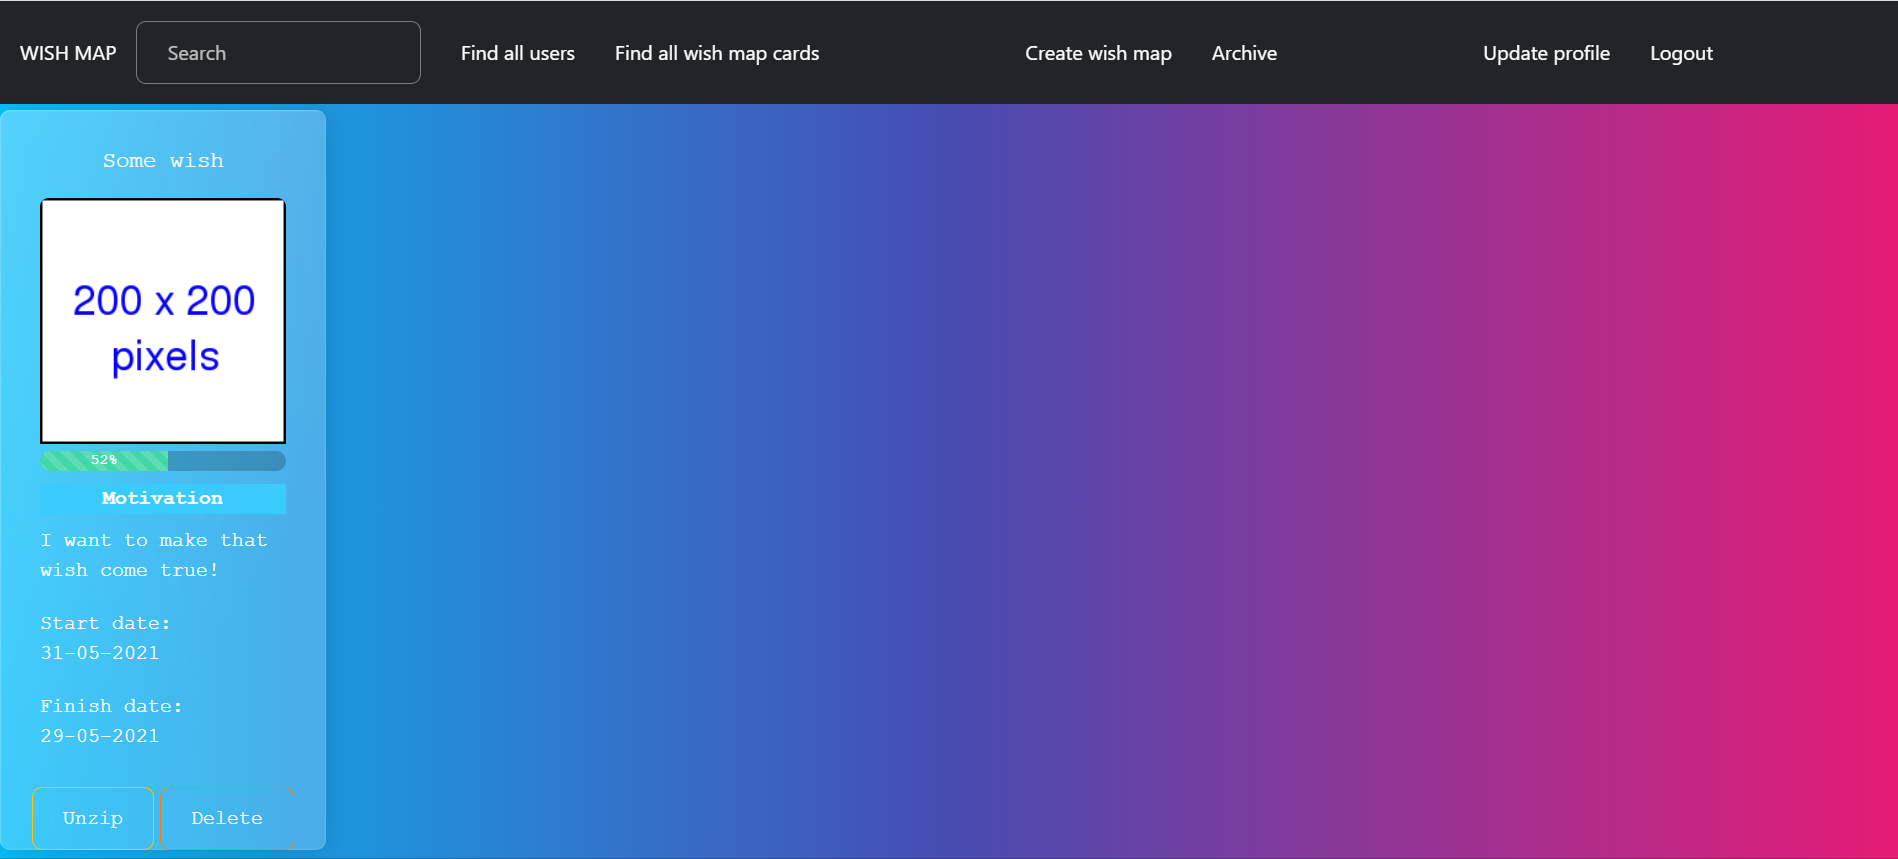 WISH MAP Search Find all users Find all wish map cards Create wish map Archive Update profile Logout
Some wish
200 x 200
pixels
52%
Motivation
I want to make that
wish come true!
Start date:
31-05-2021
Finish date:
29-05-2021
Unzip Delete